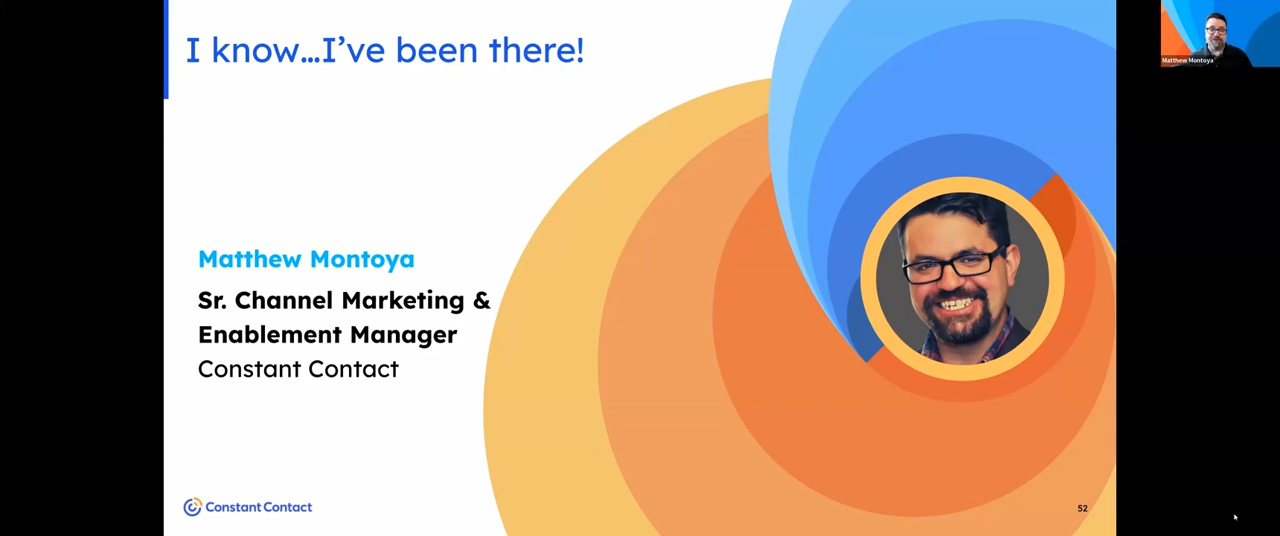 I know...I've been there!
Matthew Montoya
Matthew Montoya
Sr. Channel Marketing &
Enablement Manager
Constant Contact
Constant Contact
52